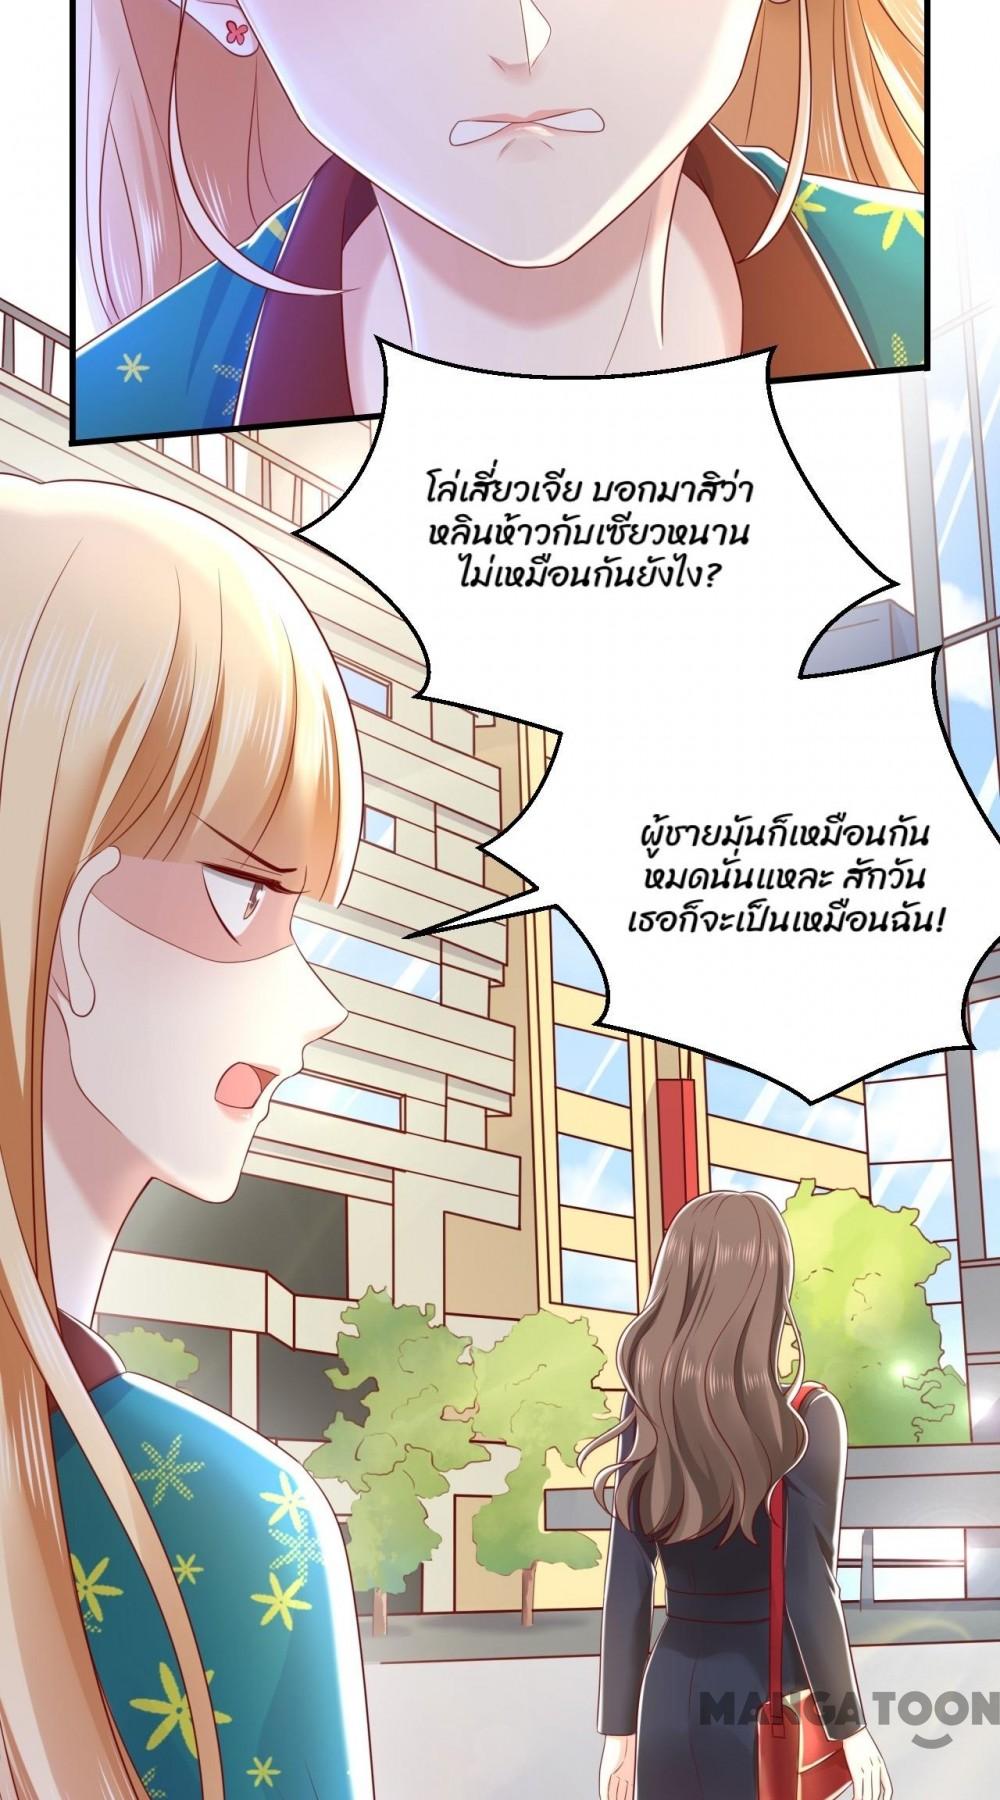 โล่เสี่ยวเจีย บอกมาสิว่า
หลินห้าวกับเซียวหนาน
ไม่เหมือนกันยังไง?
ผู้ชายมันก็เหมือนกัน
หมดนั่นแหละ สักวัน
เธอก็จะเป็นเหมือนฉัน!
MANGATOON